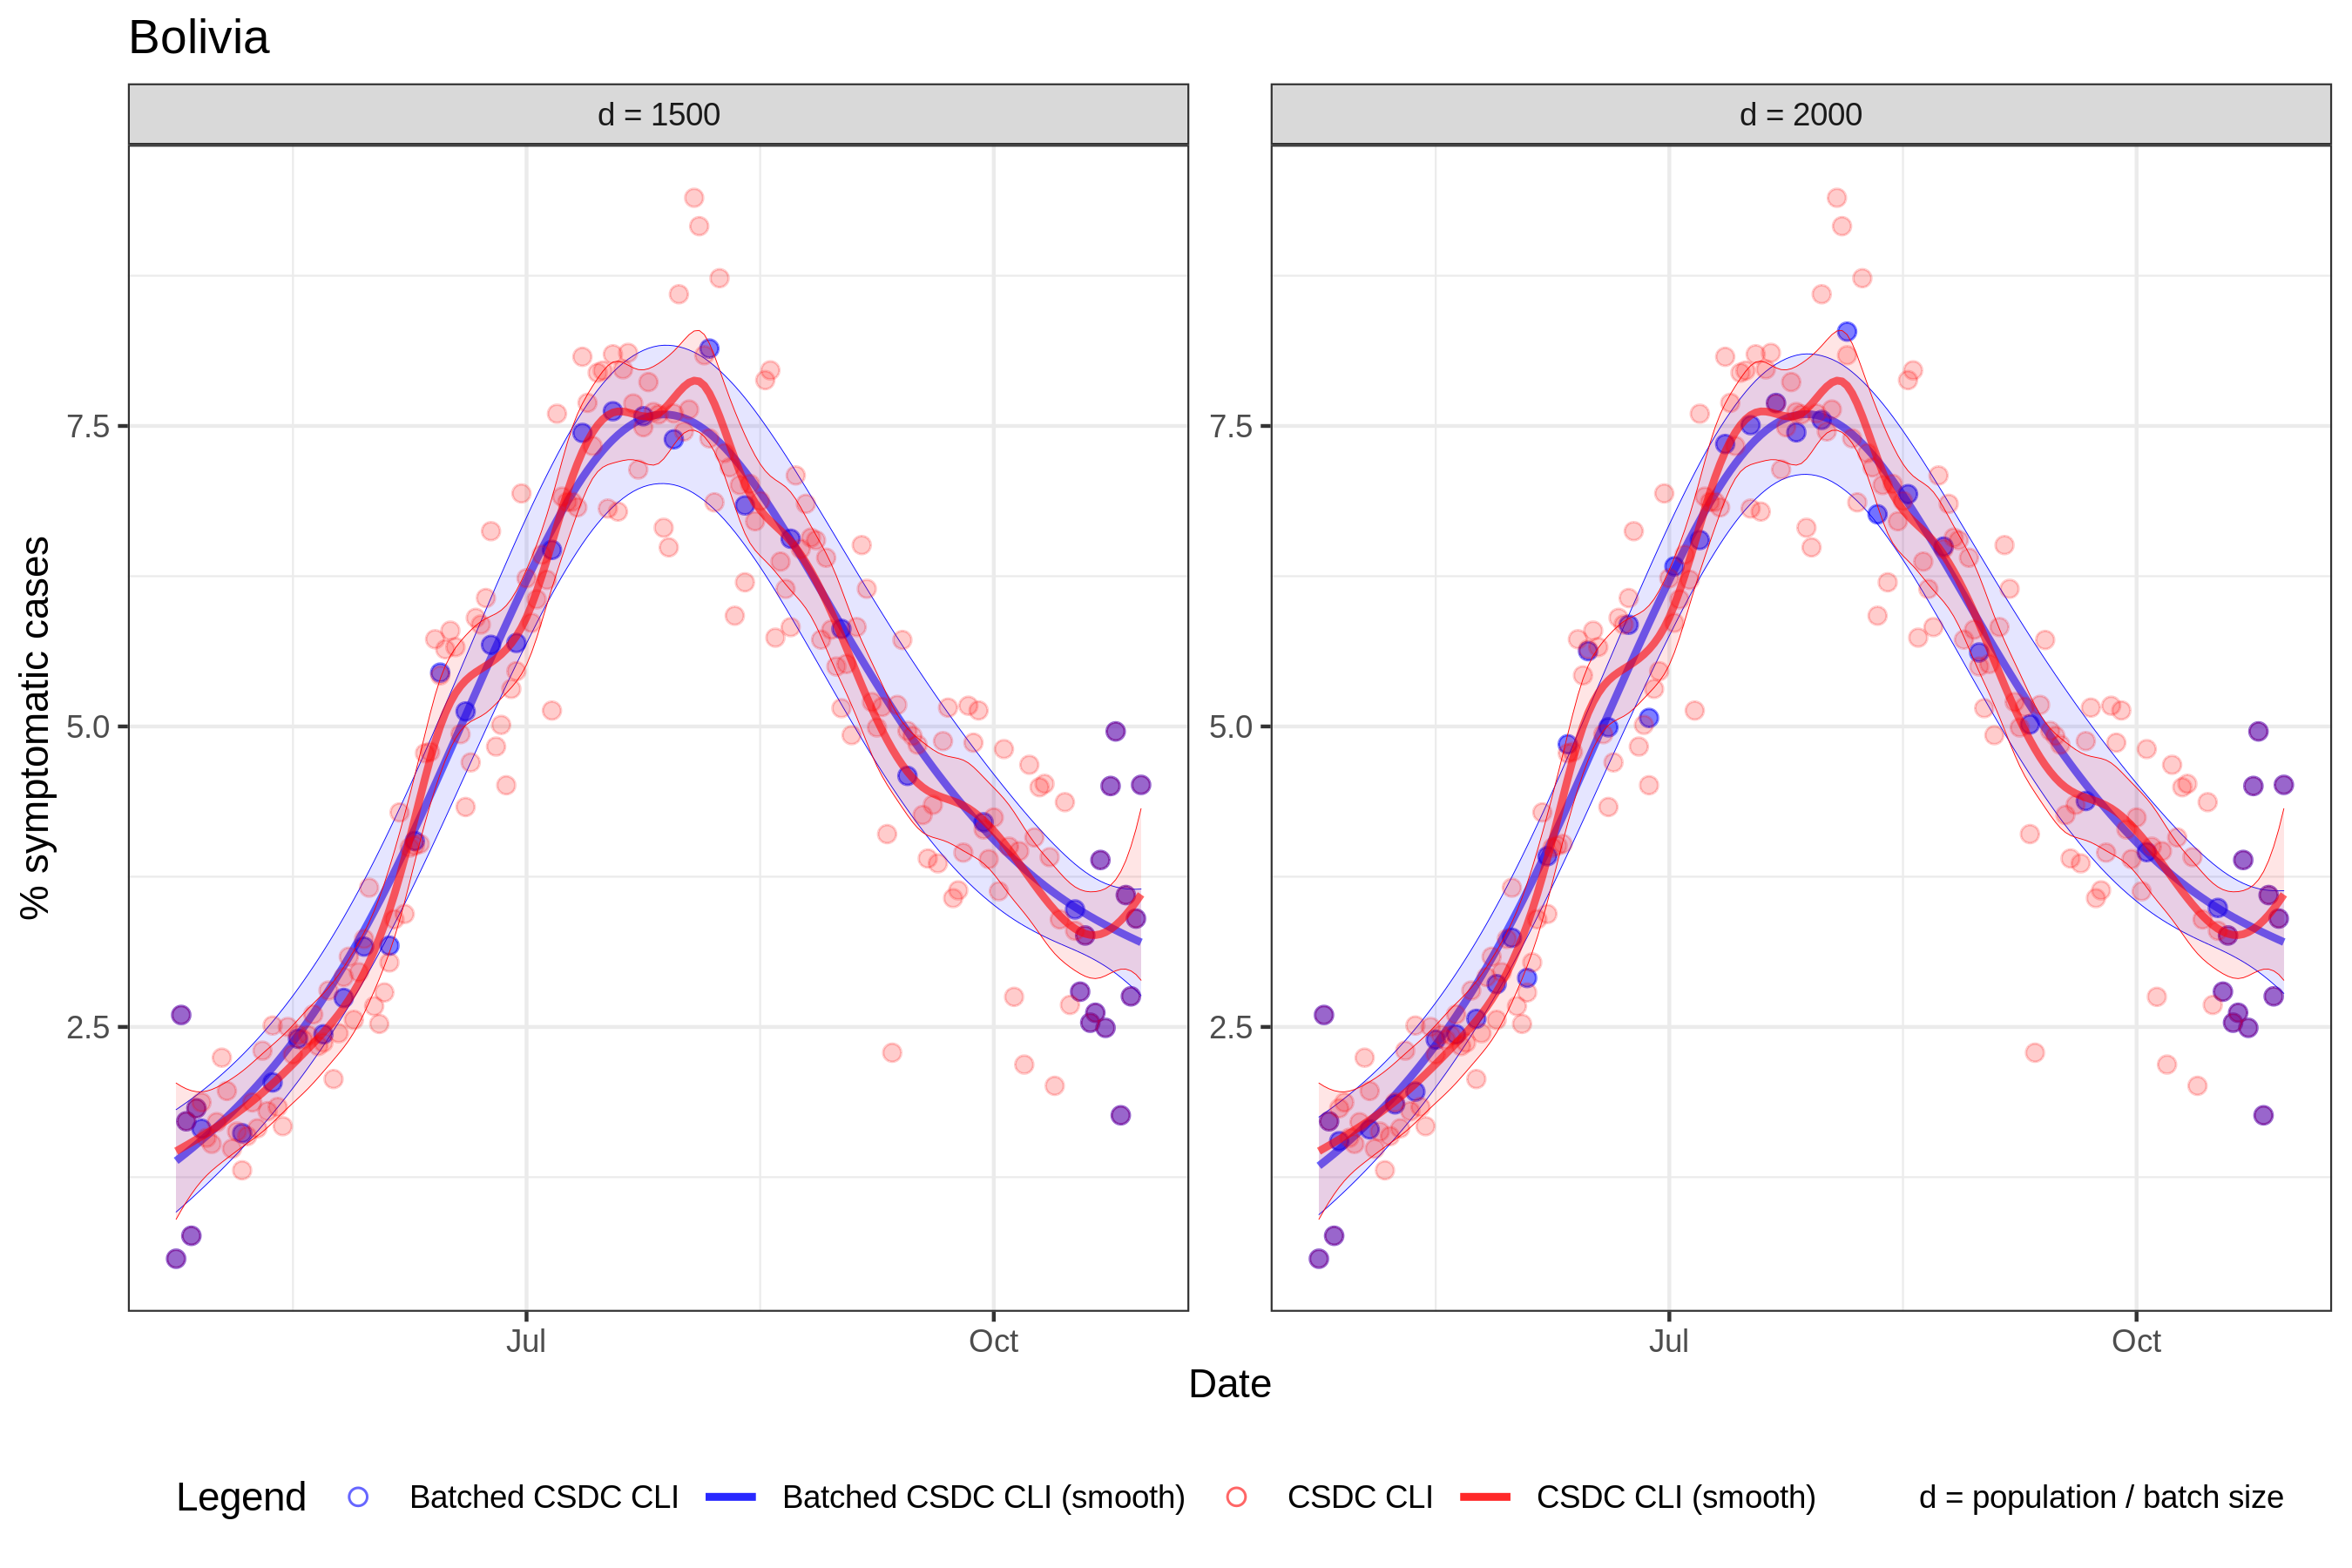 Bolivia
d = 1500
d = 2000
% symptomatic cases
7.5
5.0
2.5
7.5
5.0
2.5
Jul
Oct
Jul
Oct
Date
Legend
Batched CSDC CLI
Batched CSDC CLI (smooth)
CSDC CLI
CSDC CLI (smooth)
d = population / batch size